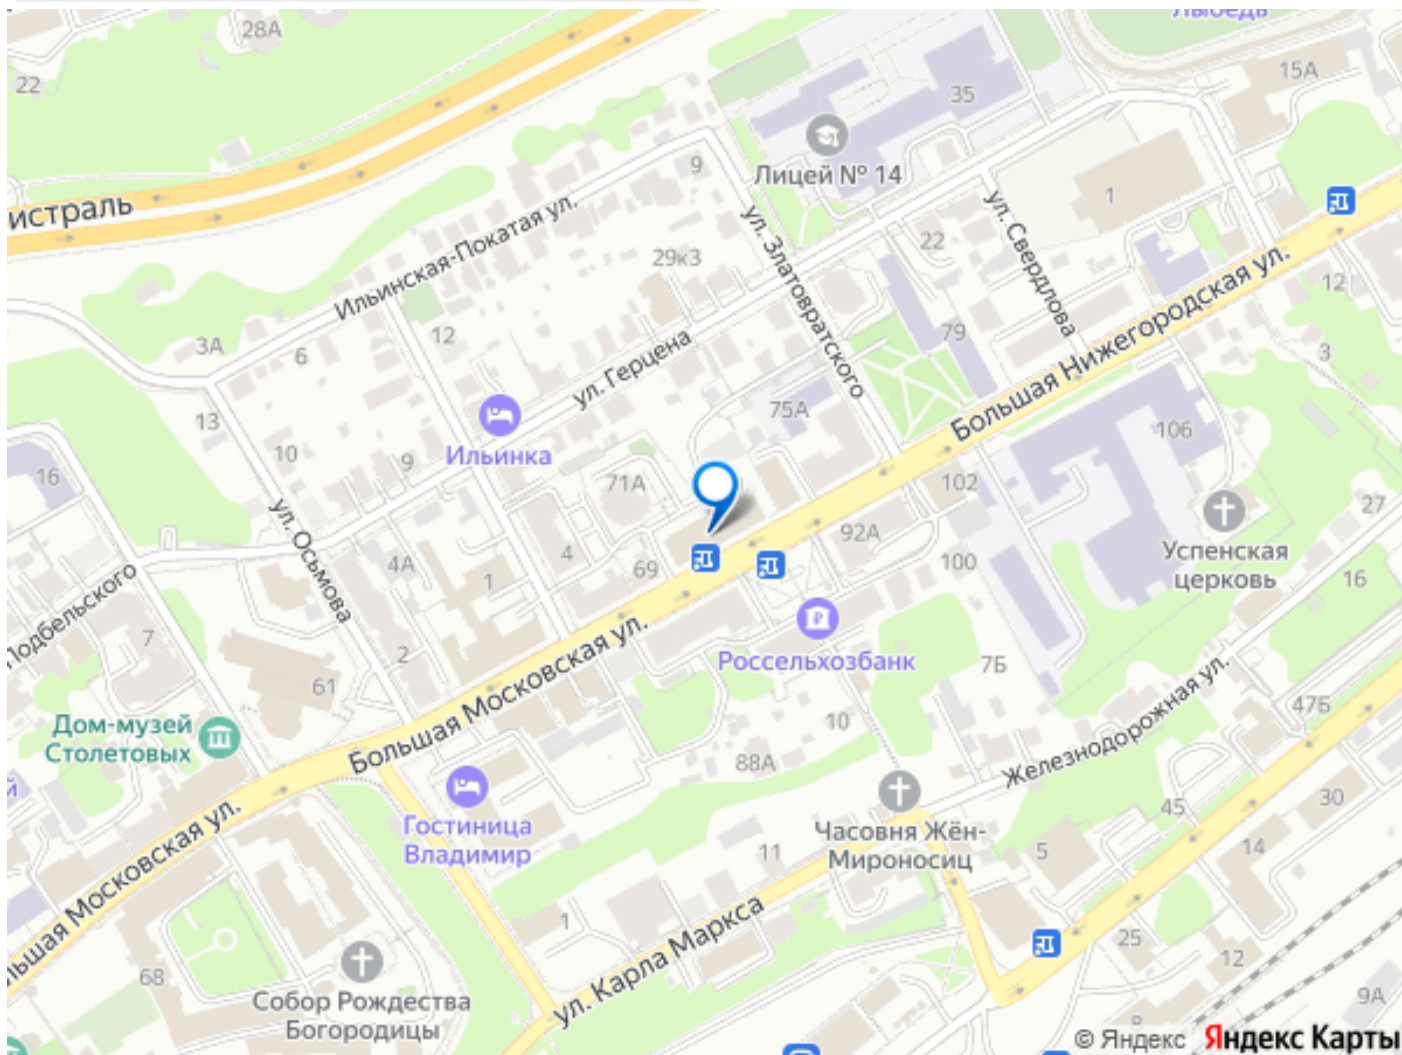 Лыбедь
28А
22
15А
35
Лицей № 14
9
1
истраль
Ильинская-Покатая ул.
ул. Златовратского
ул. Свердлова
22
29к3
12
Большая Нижегородская ул.
3А
6
12
79
3
ул. Герцена
75А
13
10
9
Ильинка
106
16
71А
102
27
ул. Осьмова
4
69
92А
100
Успенская
церковь
16
4А
1
Подбельского
7
2
Россельхозбанк
7Б
61
Большая Московская ул.
10
47Б
Дом-музей
Столетовых
88А
Железнодорожная ул.
й
Гостиница
Владимир
45
30
Часовня Жён-
Мироносиц
11
5
14
ьшая Московская ул.
1
ул. Карла Маркса
25
12
68
Собор Рождества
Богородицы
9А
© Яндекс Яндекс Карты